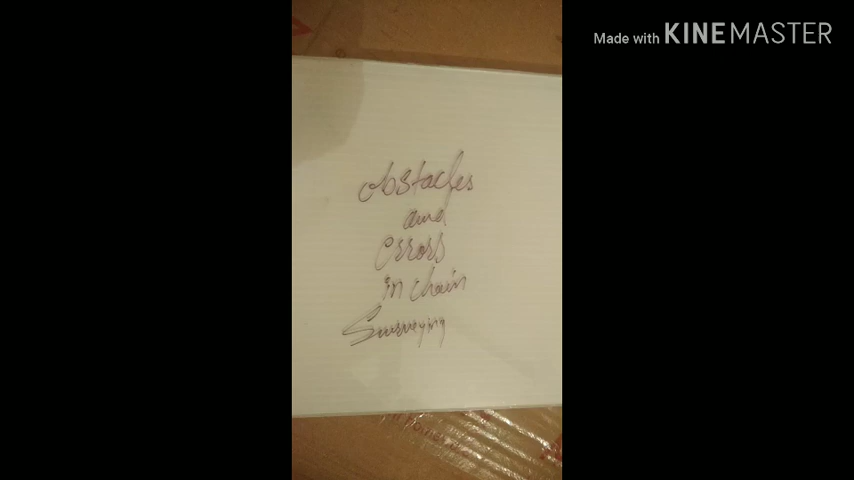 Made with KINEMASTER
obstacles
and
errors
in chain
Surveying